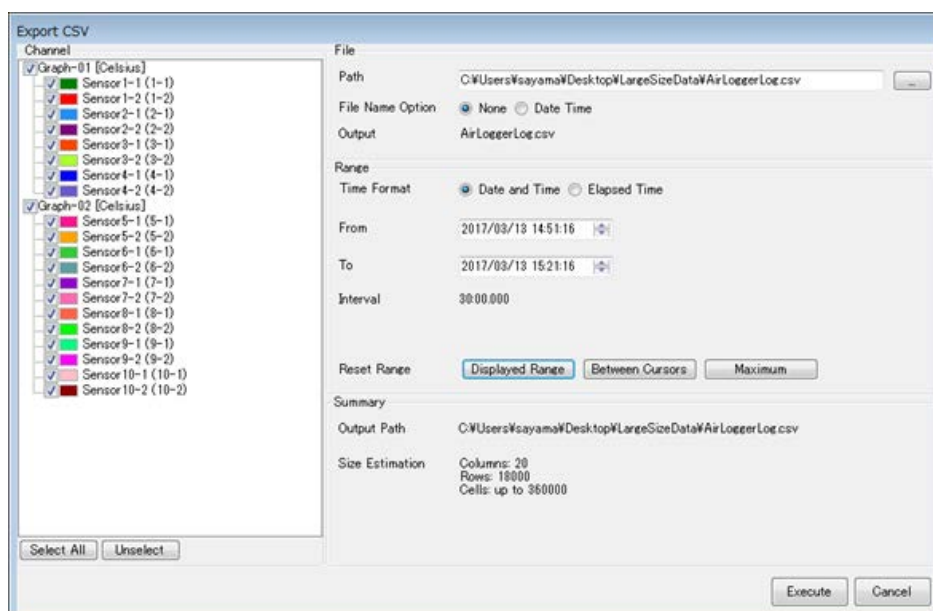 Export CSV
Channel
Graph-01 [Celsius]
Sensor1-1 (1-1)
Sensor1-2 (1-2)
Sensor2-1 (2-1)
Sensor2-2 (2-2)
Sensor3-1 (3-1)
Sensor3-2 (3-2)
Sensor4-1 (4-1)
Sensor4-2 (4-2)
Graph-02 [Celsius]
Sensor5-1 (5-1)
Sensor5-2 (5-2)
Sensor6-1 (6-1)
Sensor6-2 (6-2)
Sensor7-1 (7-1)
Sensor7-2 (7-2)
Sensor8-1 (8-1)
Sensor8-2 (8-2)
Sensor9-1 (9-1)
Sensor9-2 (9-2)
Sensor10-1 (10-1)
Sensor10-2 (10-2)
Select All
Unselect
File
Path
C:¥Users¥sayama¥Desktop¥LargeSizeData¥AirLoggerLog.csv
...
File Name Option
None
Date Time
Output
AirLoggerLog.csv
Range
Time Format
Date and Time
Elapsed Time
From
2017/03/13 14:51:16
To
2017/03/13 15:21:16
Interval
30:00.000
Reset Range
Displayed Range
Between Cursors
Maximum
Summary
Output Path
C:¥Users¥sayama¥Desktop¥LargeSizeData¥AirLoggerLog.csv
Size Estimation
Columns: 20
Rows: 18000
Cells: up to 360000
Execute
Cancel